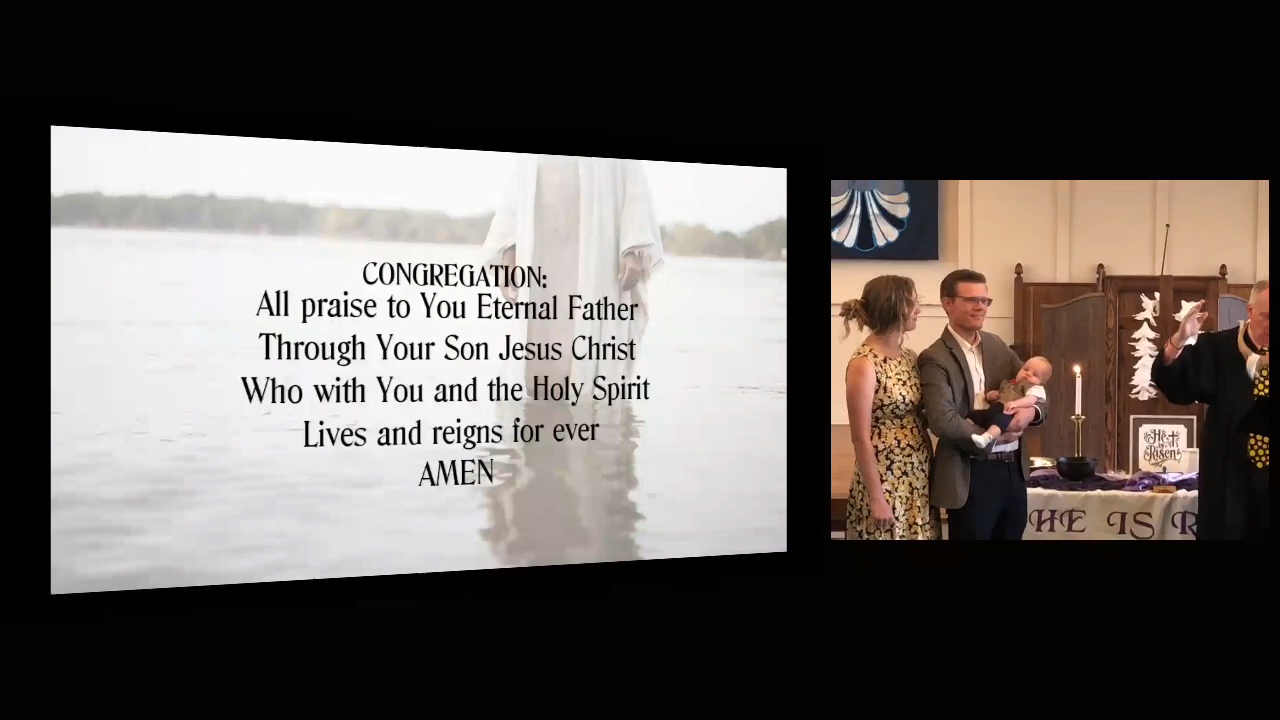 CONGREGATION:
All praise to You Eternal Father
Through Your Son Jesus Christ
Who with You and the Holy Spirit
Lives and reigns for ever
AMEN
He
is
Risen
HE IS R